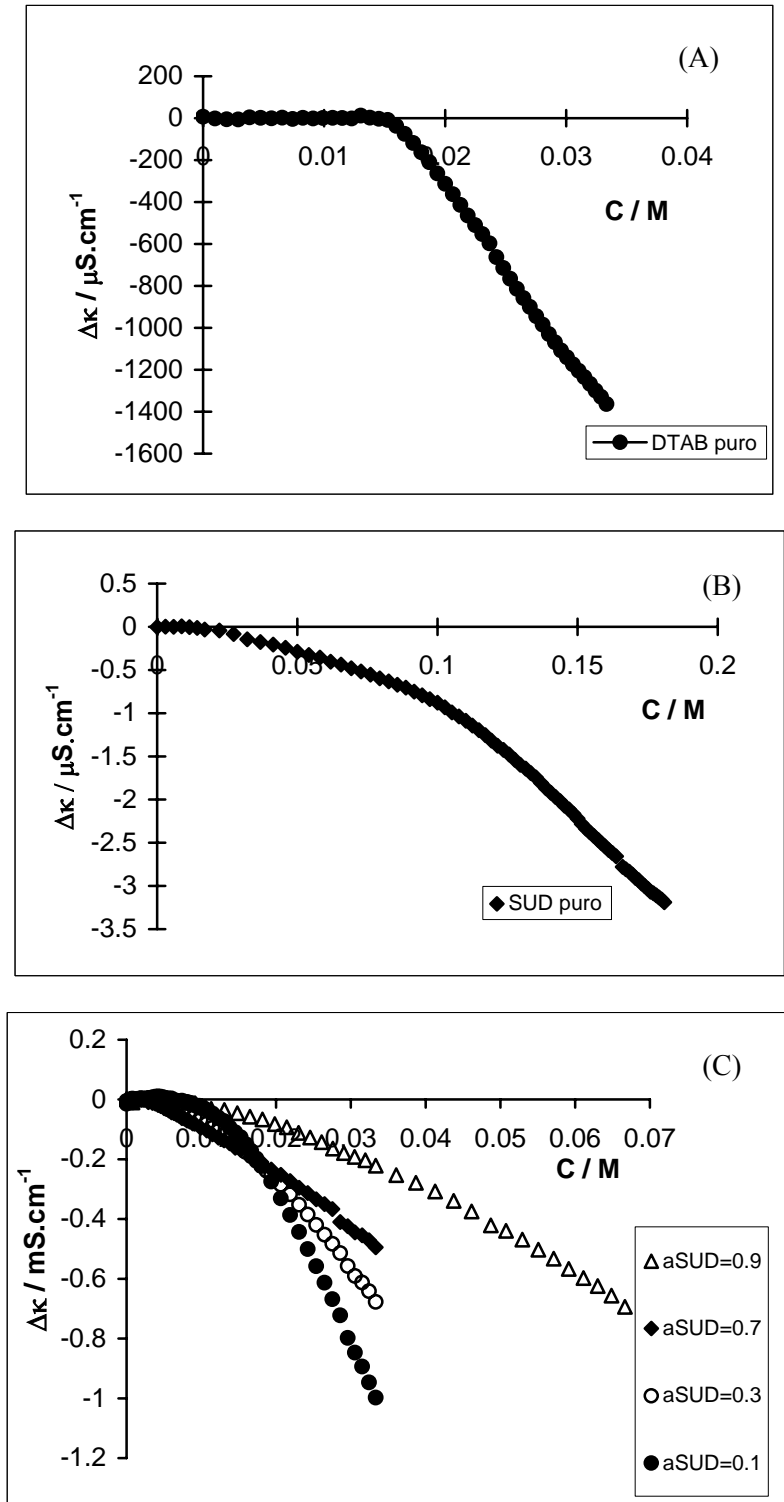 (A)
200
0
-200
-400
-600
-800
-1000
-1200
-1400
-1600
0 0.01 0.02 0.03 0.04
C / M
Δκ / μS.cm-1
DTAB puro
(B)
0.5
0
-0.5
-1
-1.5
-2
-2.5
-3
-3.5
0 0.05 0.1 0.15 0.2
C / M
Δκ / μS.cm-1
SUD puro
(C)
0.2
0
-0.2
-0.4
-0.6
-0.8
-1
-1.2
0 0.01 0.02 0.03 0.04 0.05 0.06 0.07
C / M
Δκ / mS.cm-1
aSUD=0.9
aSUD=0.7
aSUD=0.3
aSUD=0.1